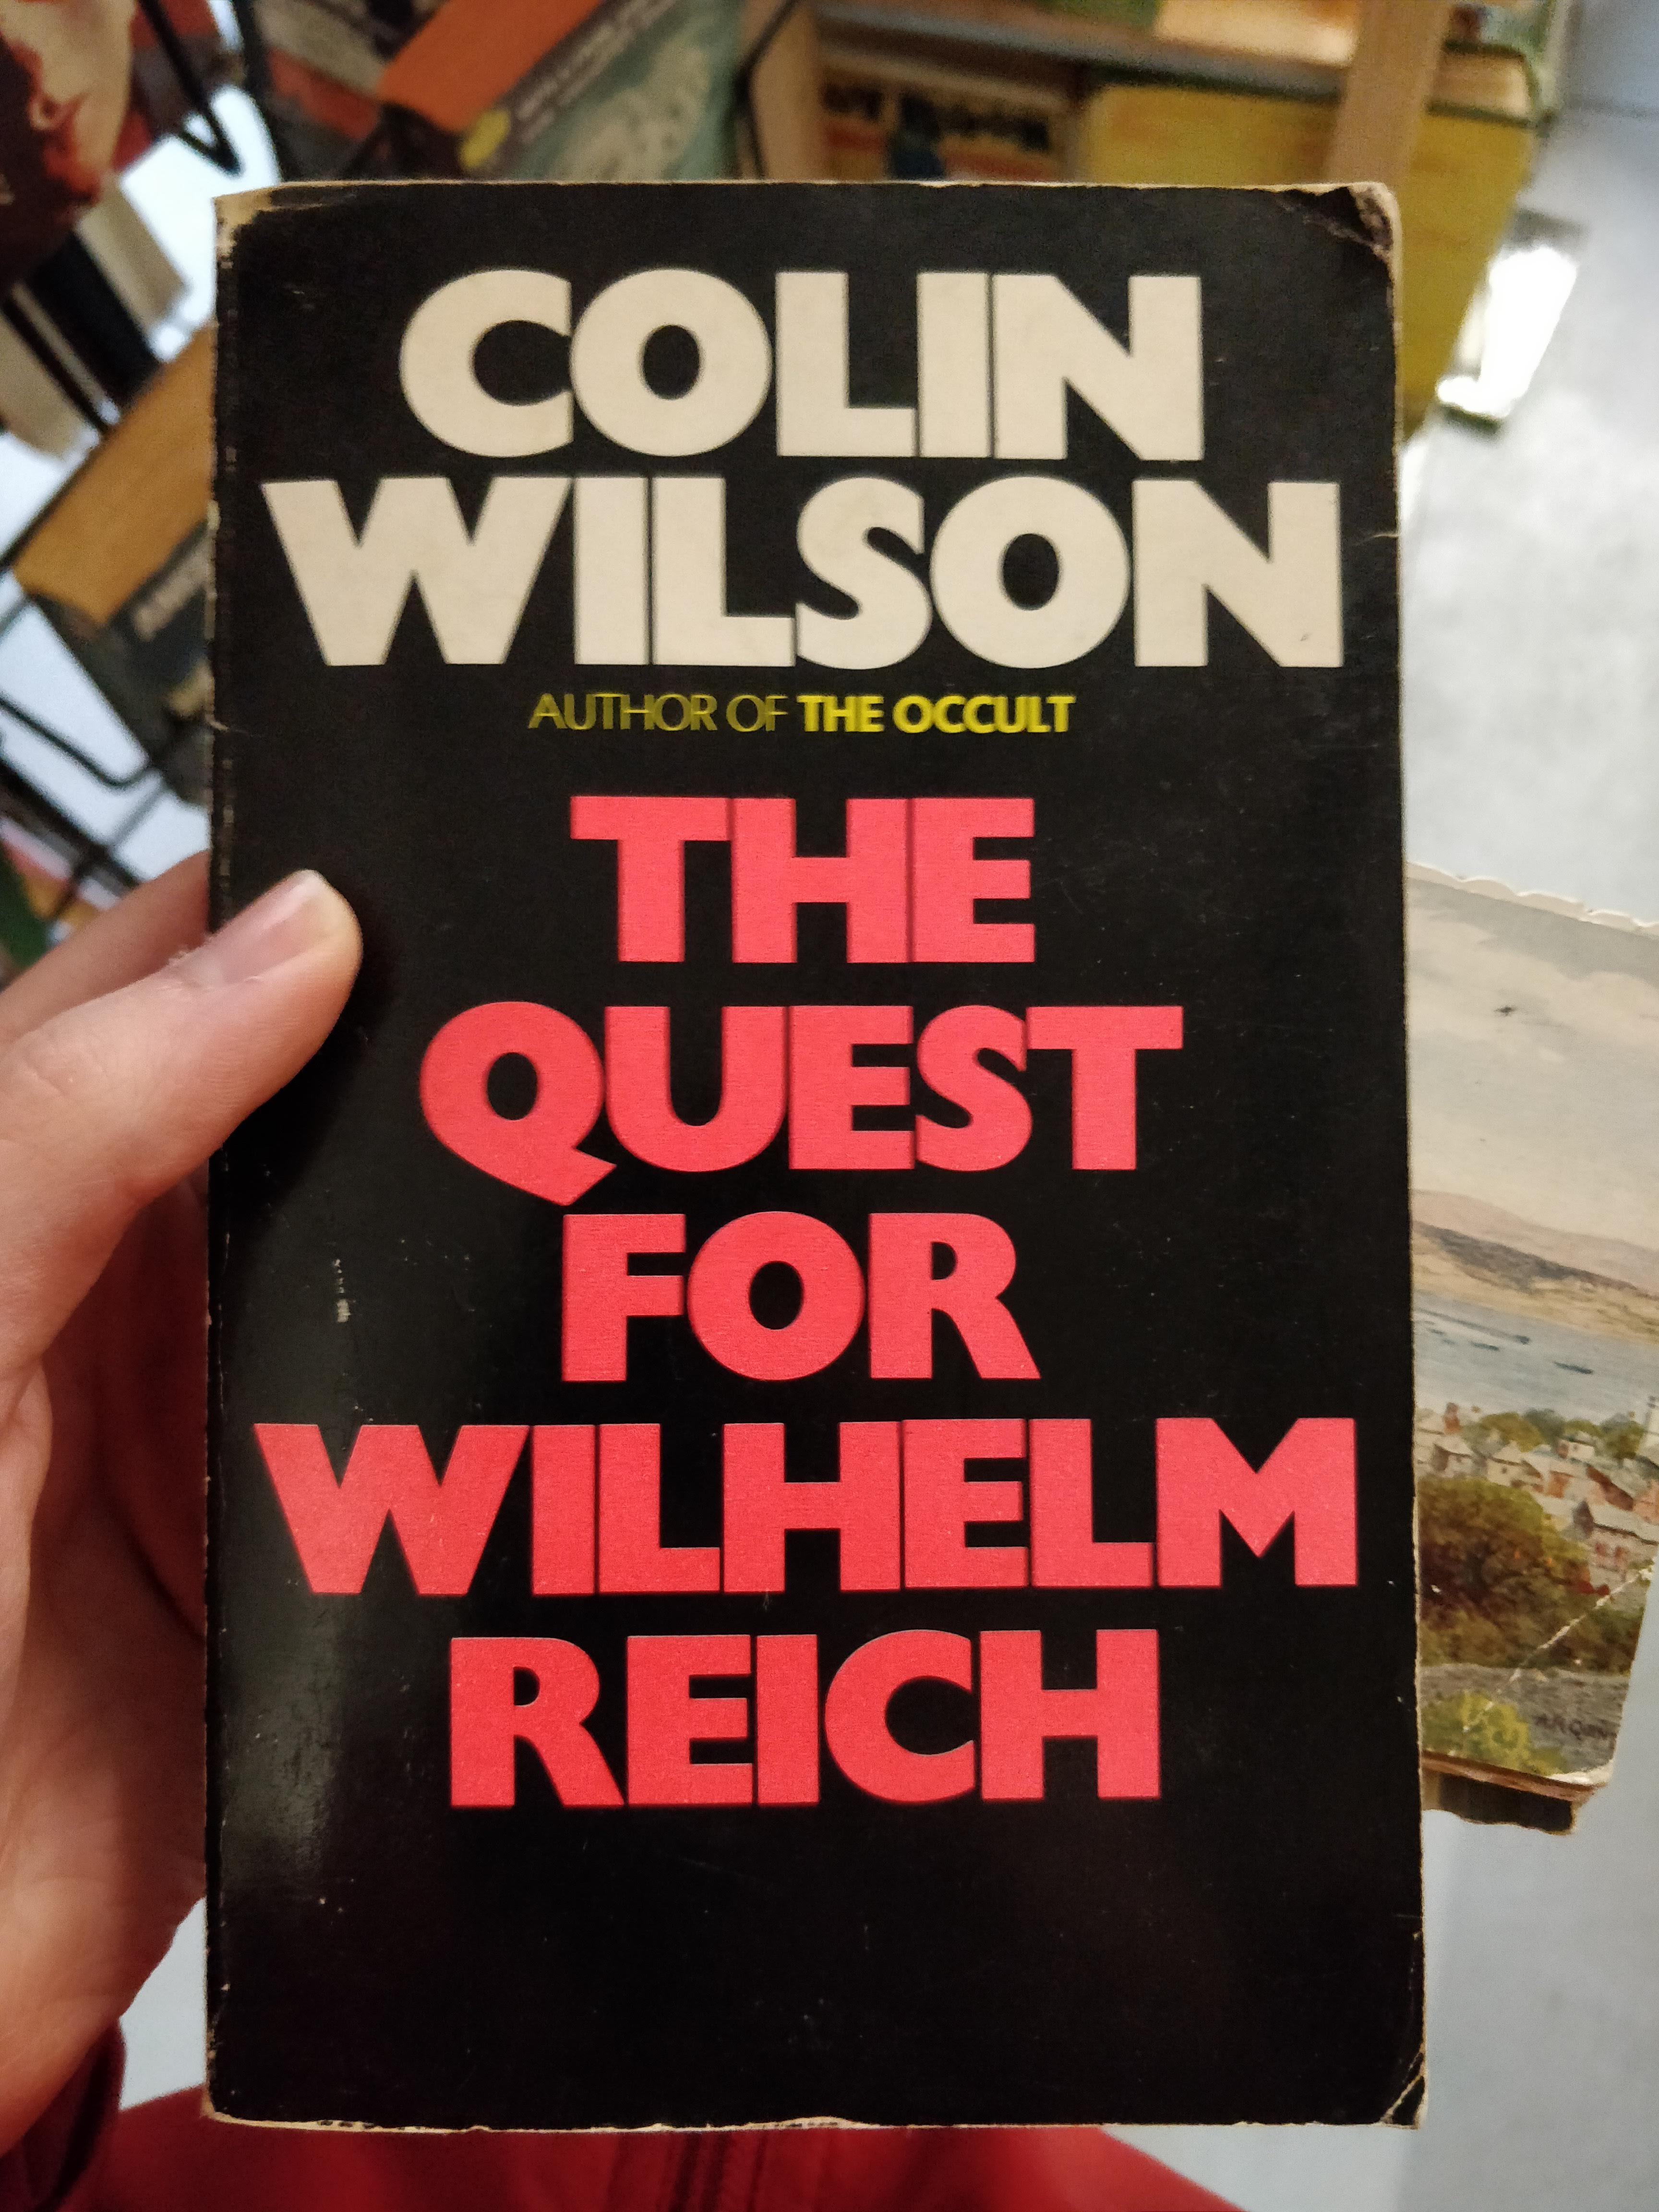 COLIN
WILSON
AUTHOR OF THE OCCULT
THE
QUEST
FOR
WILHELM
REICH